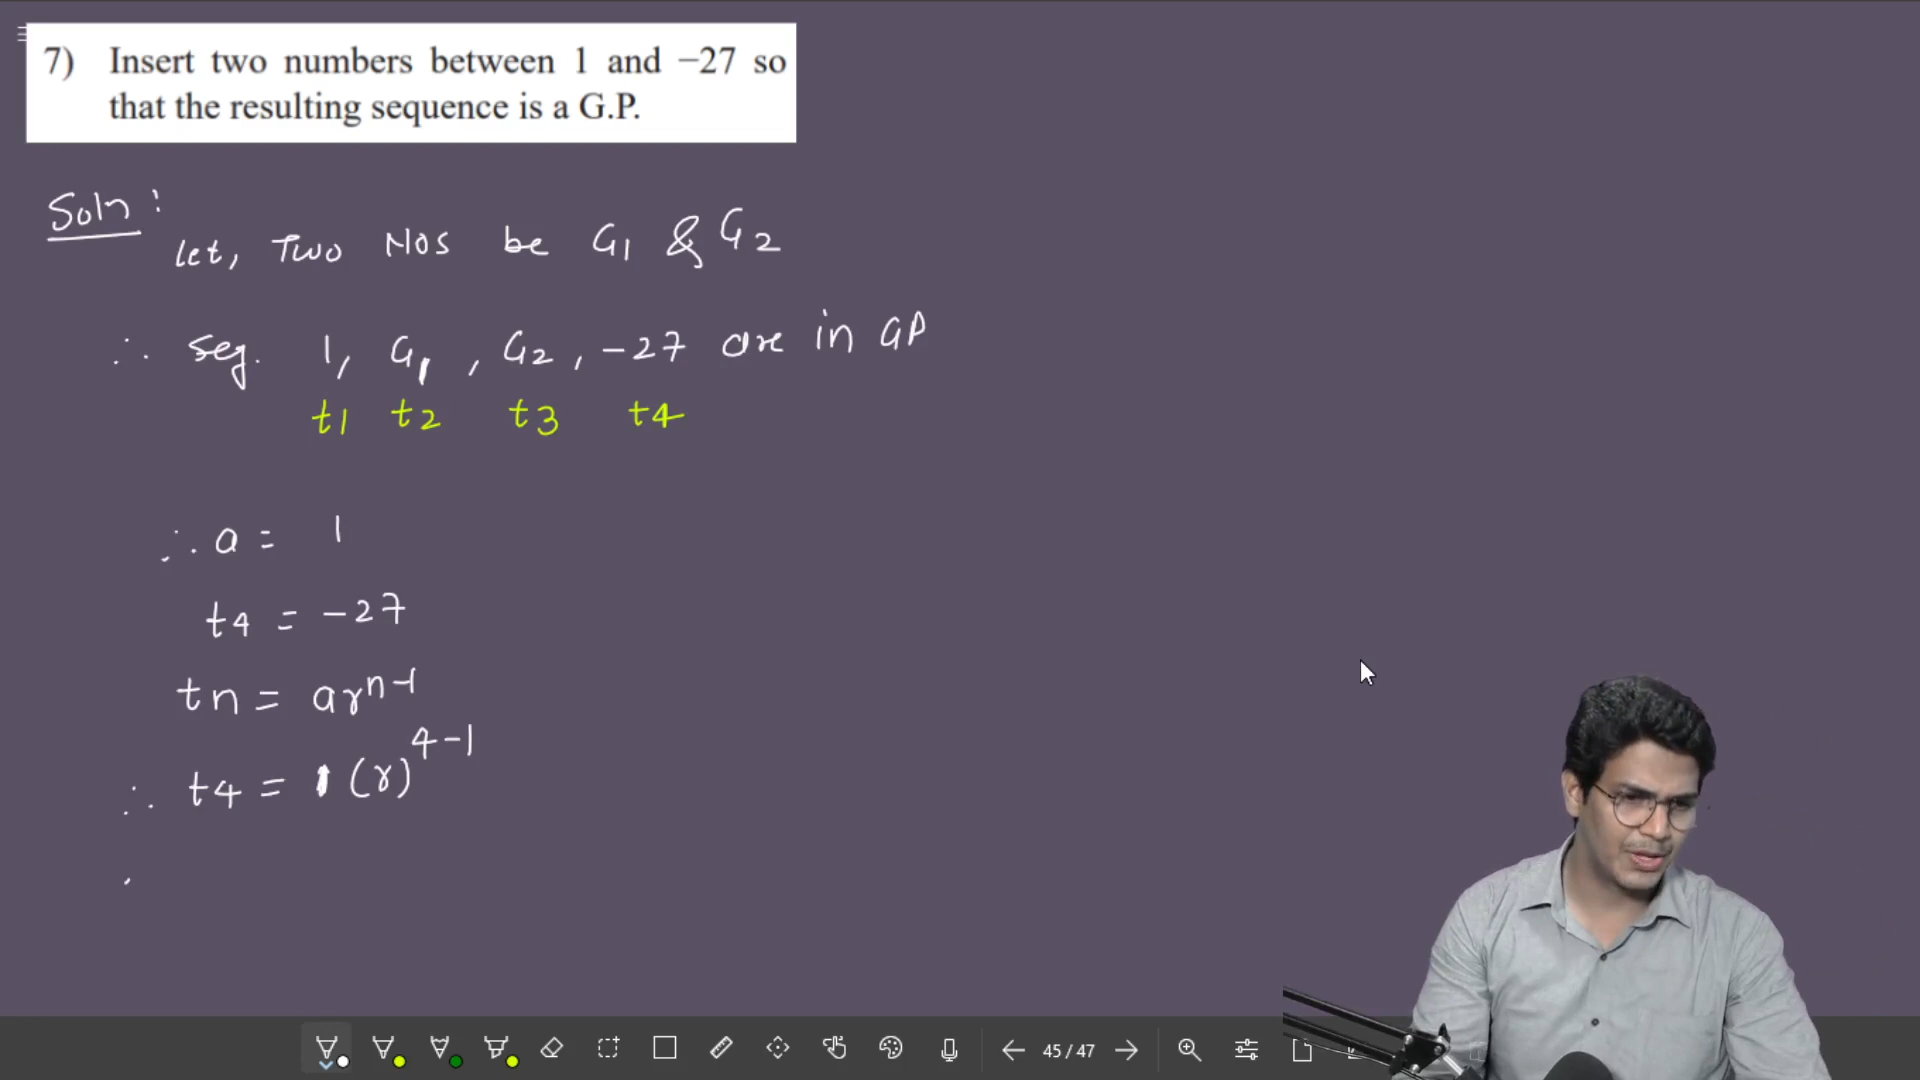 7) Insert two numbers between 1 and −27 so
that the resulting sequence is a G.P.
Soln:
Let, Two Nos be G1 & G2
∴ seq. 1, G1, G2, -27 are in GP
t1 t2 t3 t4
∴ a = 1
t4 = -27
tn = ar^n-1
∴ t4 = 1(r)^4-1
45 / 47